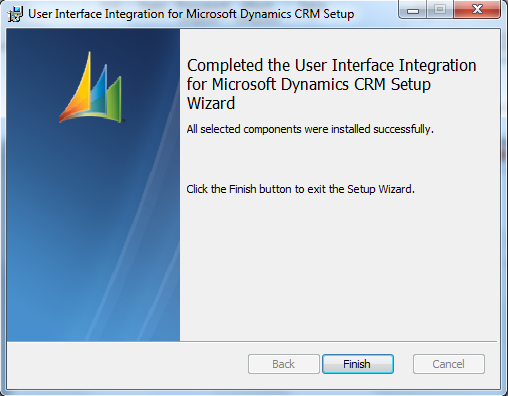 User Interface Integration for Microsoft Dynamics CRM Setup
Completed the User Interface Integration
for Microsoft Dynamics CRM Setup
Wizard
All selected components were installed successfully.
Click the Finish button to exit the Setup Wizard.
Back
Finish
Cancel